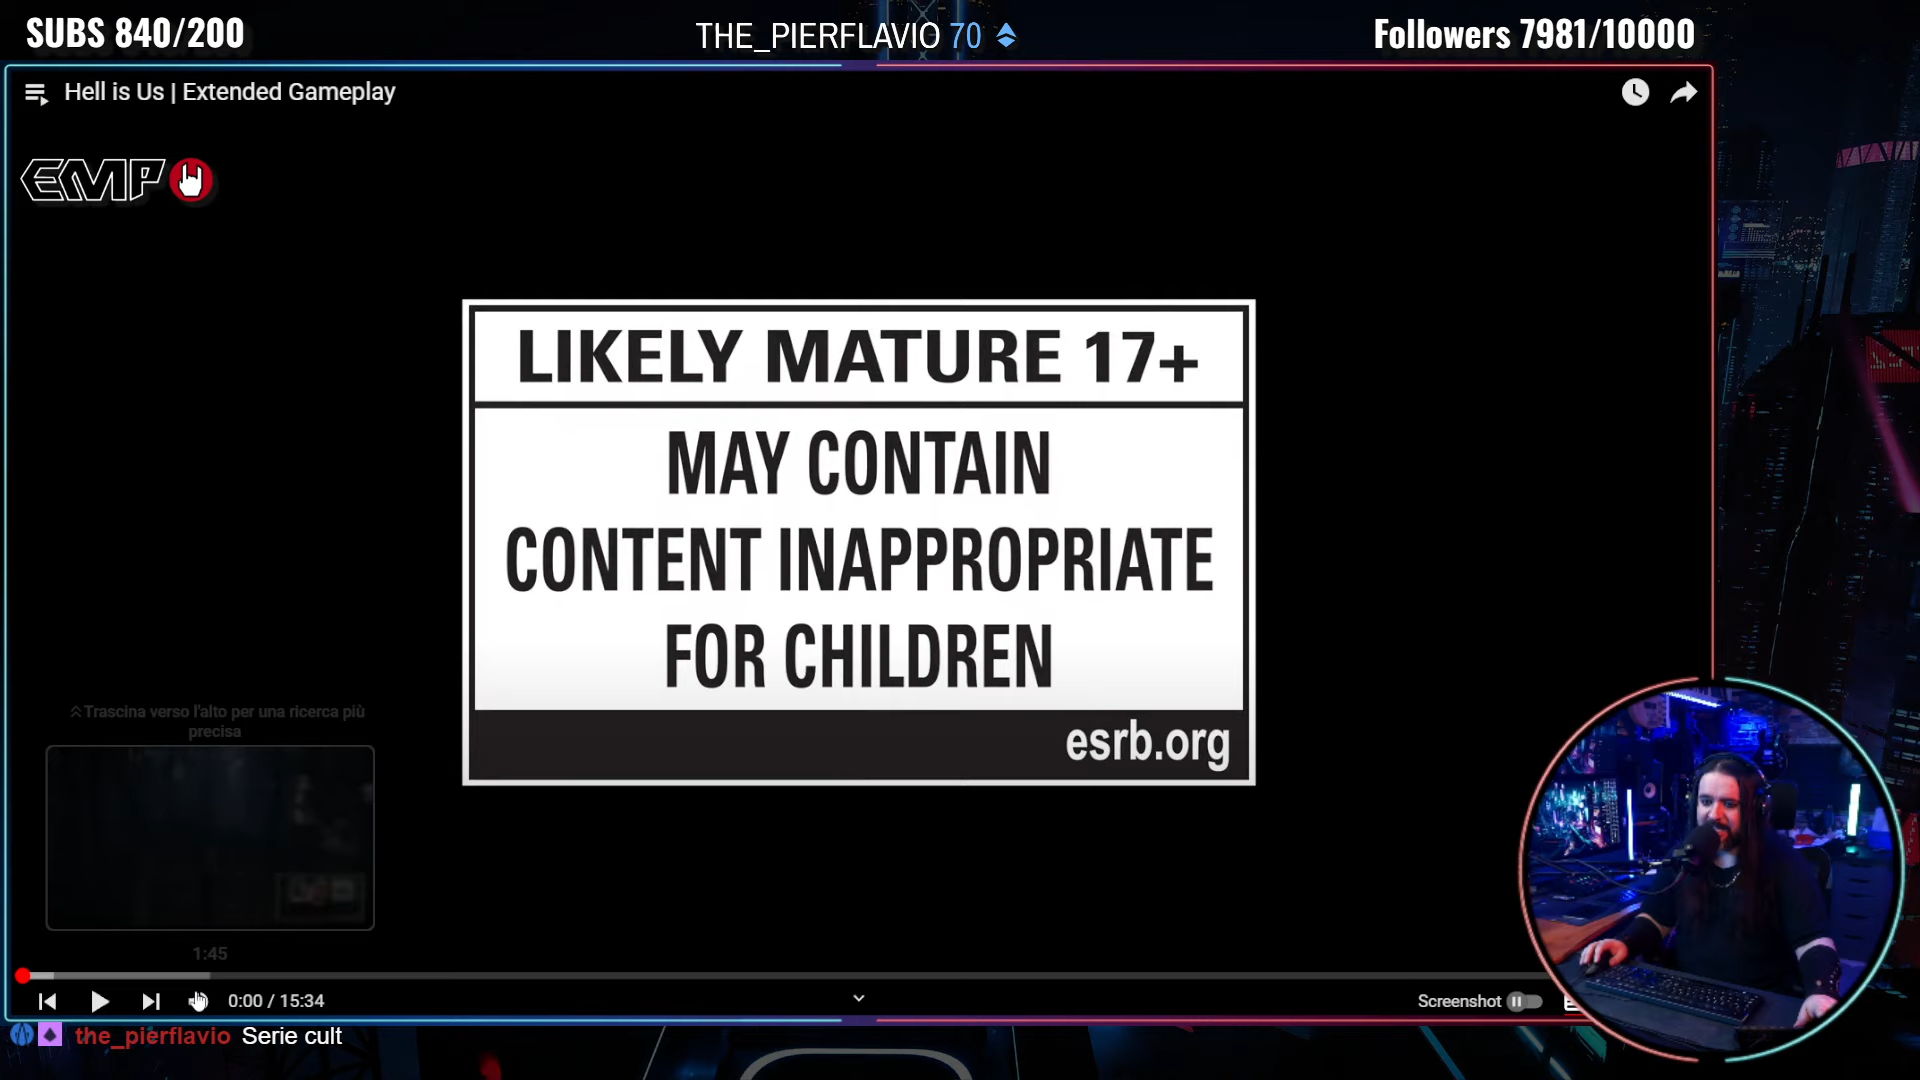 SUBS 840/200
THE_PIERFLAVIO 70
Followers 7981/10000
Hell is Us | Extended Gameplay
EMP
LIKELY MATURE 17+
MAY CONTAIN
CONTENT INAPPROPRIATE
FOR CHILDREN
esrb.org
Trascina verso l'alto per una ricerca più
precisa
1:45
0:00 / 15:34
Screenshot
the_pierflavio Serie cult